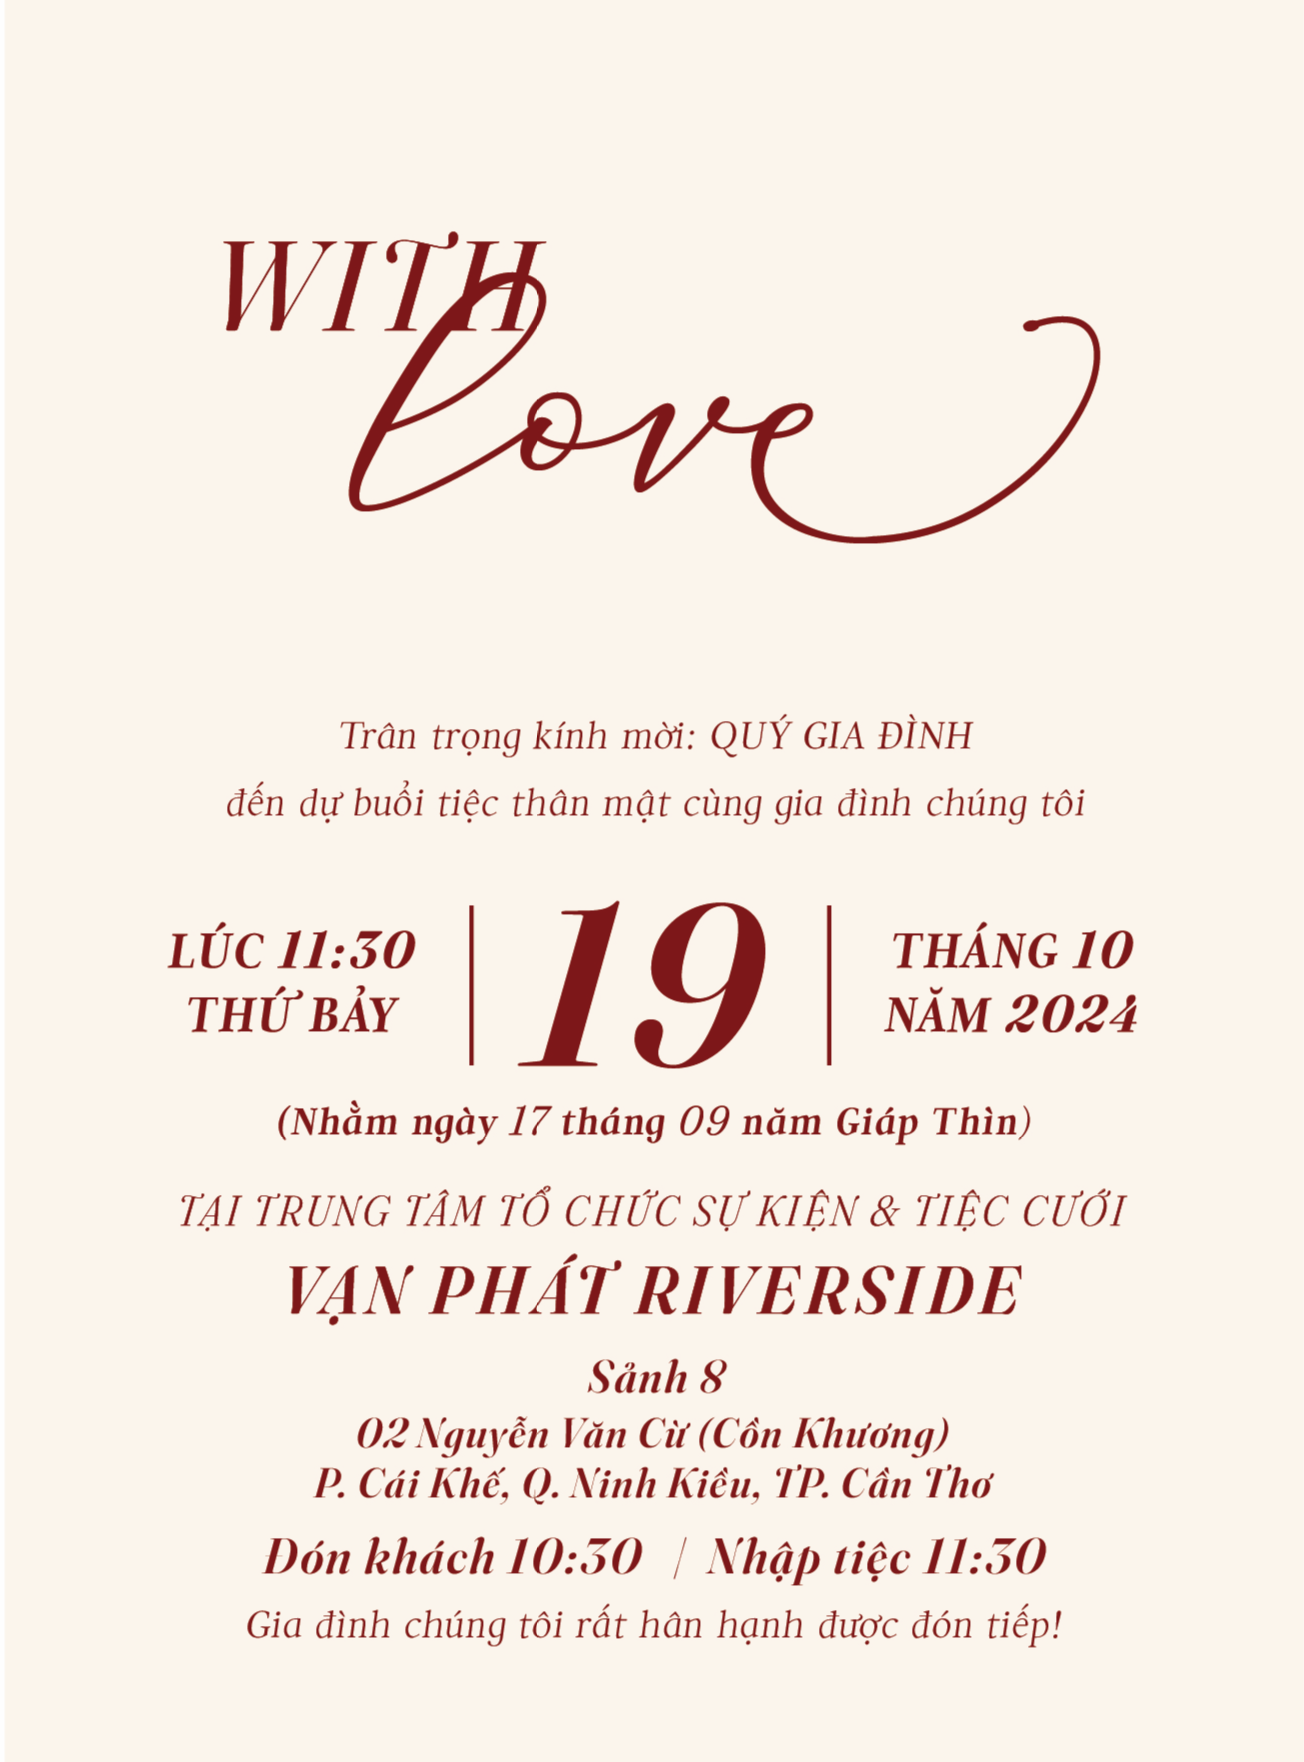 WITH
love
Trân trọng kính mời: QUÝ GIA ĐÌNH
đến dự buổi tiệc thân mật cùng gia đình chúng tôi
LÚC 11:30
THỨ BẢY
19
THÁNG 10
NĂM 2024
(Nhằm ngày 17 tháng 09 năm Giáp Thìn)
TẠI TRUNG TÂM TỔ CHỨC SỰ KIỆN & TIỆC CƯỚI
VẠN PHÁT RIVERSIDE
Sảnh 8
02 Nguyễn Văn Cừ (Cồn Khương)
P. Cái Khế, Q. Ninh Kiều, TP. Cần Thơ
Đón khách 10:30 / Nhập tiệc 11:30
Gia đình chúng tôi rất hân hạnh được đón tiếp!